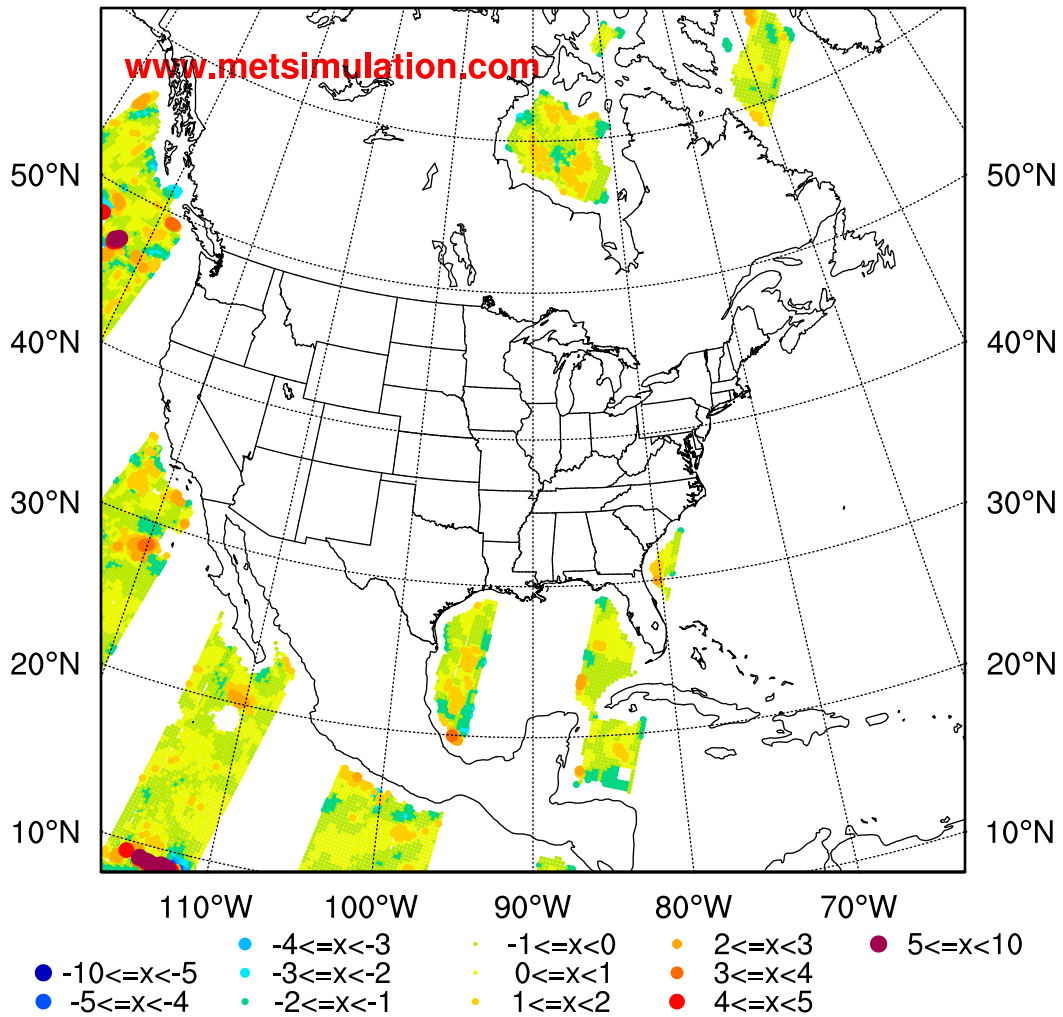 www.metsimulation.com
50°N 50°N
40°N 40°N
30°N 30°N
20°N 20°N
10°N 10°N
110°W 100°W 90°W 80°W 70°W
-4<=x<-3 -1<=x<0 2<=x<3 5<=x<10
-10<=x<-5 -3<=x<-2 0<=x<1 3<=x<4
-5<=x<-4 -2<=x<-1 1<=x<2 4<=x<5